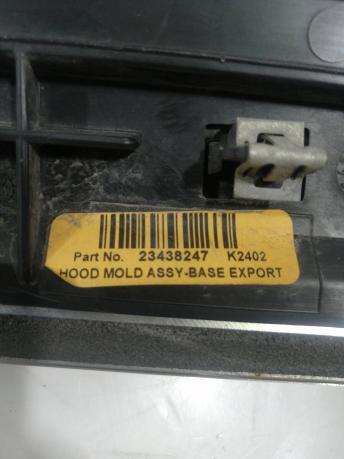 Part No. 23438247 K2402
HOOD MOLD ASSY-BASE EXPORT